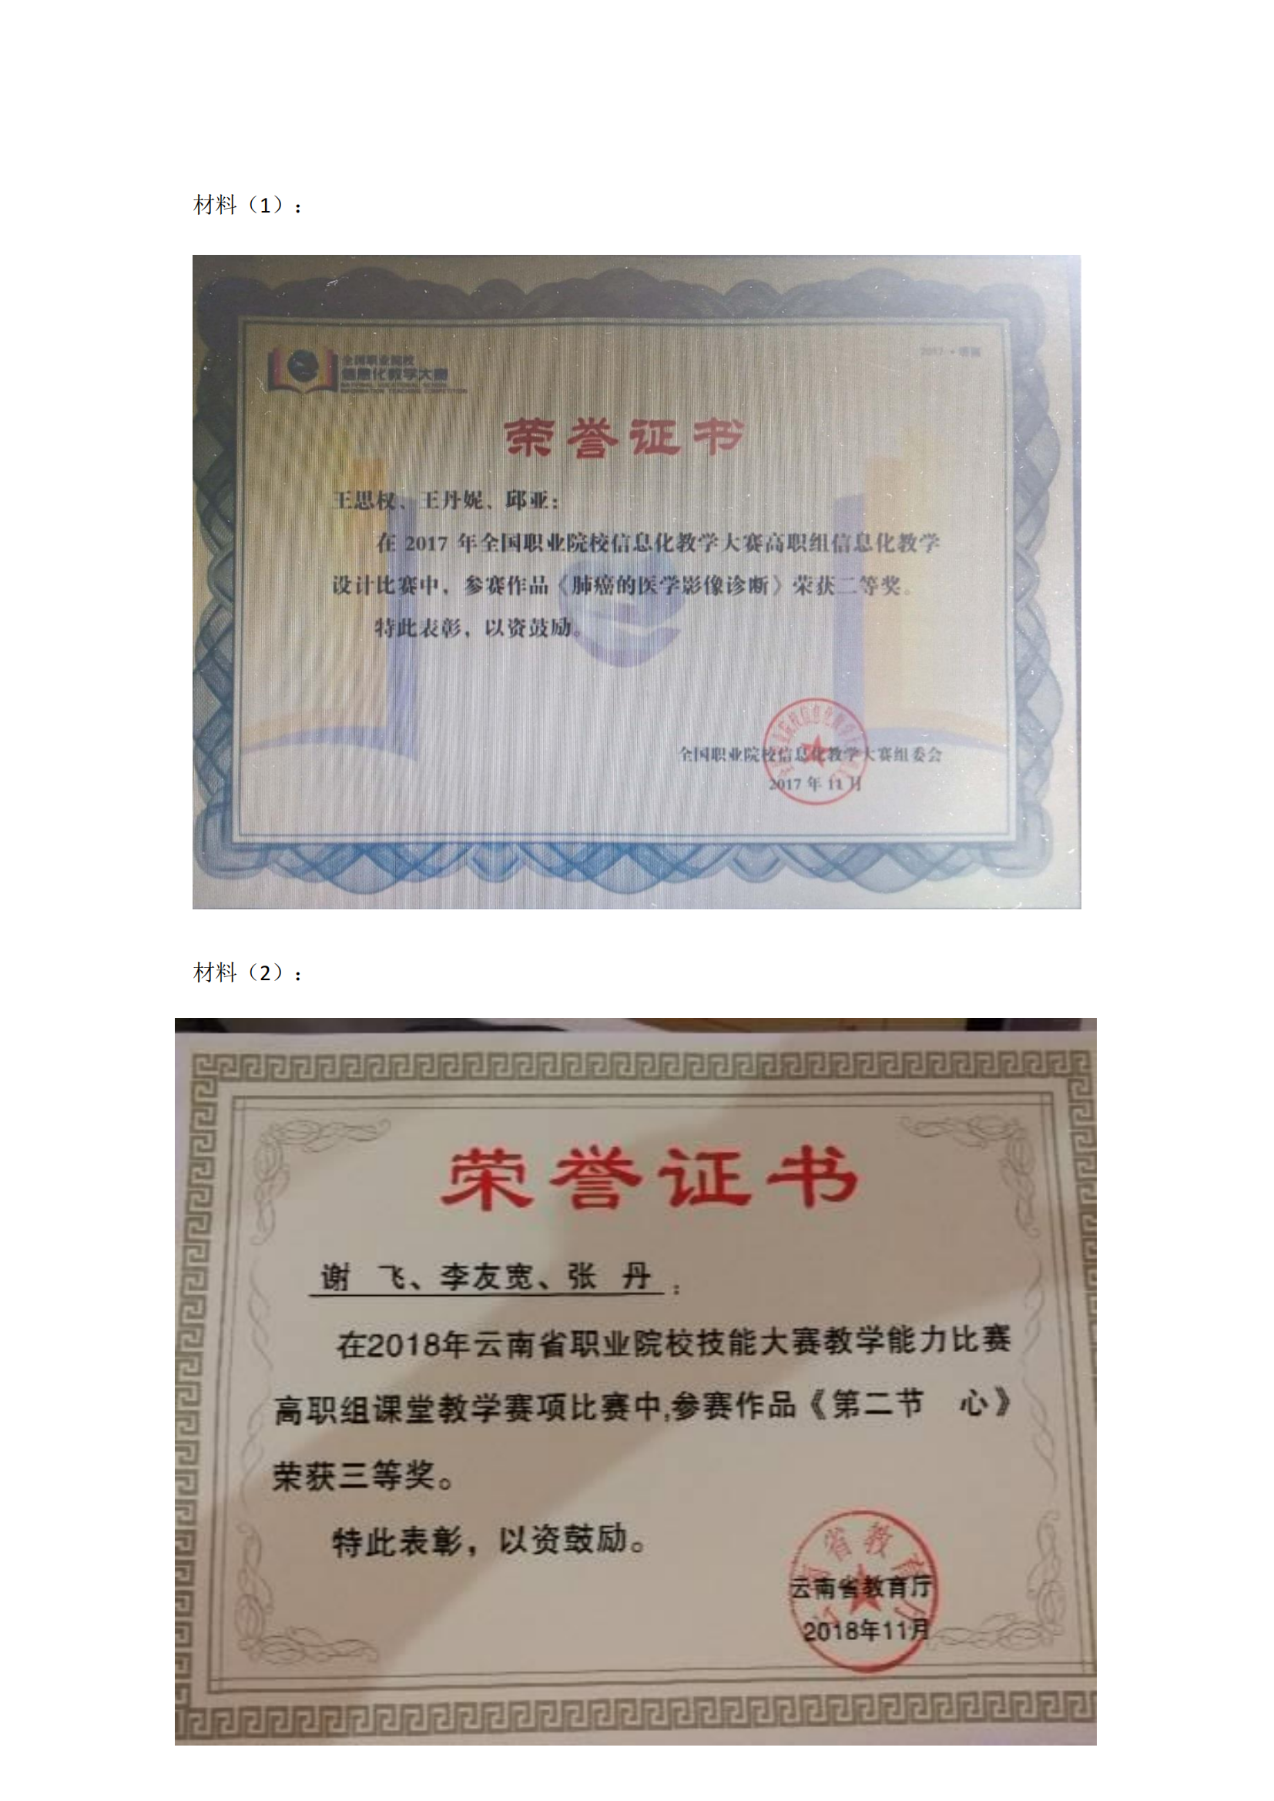 材料（1）：
全国职业院校
信息化教学大赛
荣誉证书
王思权、王丹妮、邱亚：
在 2017 年全国职业院校信息化教学大赛高职组信息化教学
设计比赛中，参赛作品《肺癌的医学影像诊断》荣获二等奖。
特此表彰，以资鼓励。
全国职业院校信息化教学大赛组委会
2017 年 11 月
材料（2）：
荣誉证书
谢 飞、李友宽、张 丹：
在2018年云南省职业院校技能大赛教学能力比赛
高职组课堂教学赛项比赛中,参赛作品《第二节 心》
荣获三等奖。
特此表彰，以资鼓励。
云南省教育厅
2018年11月